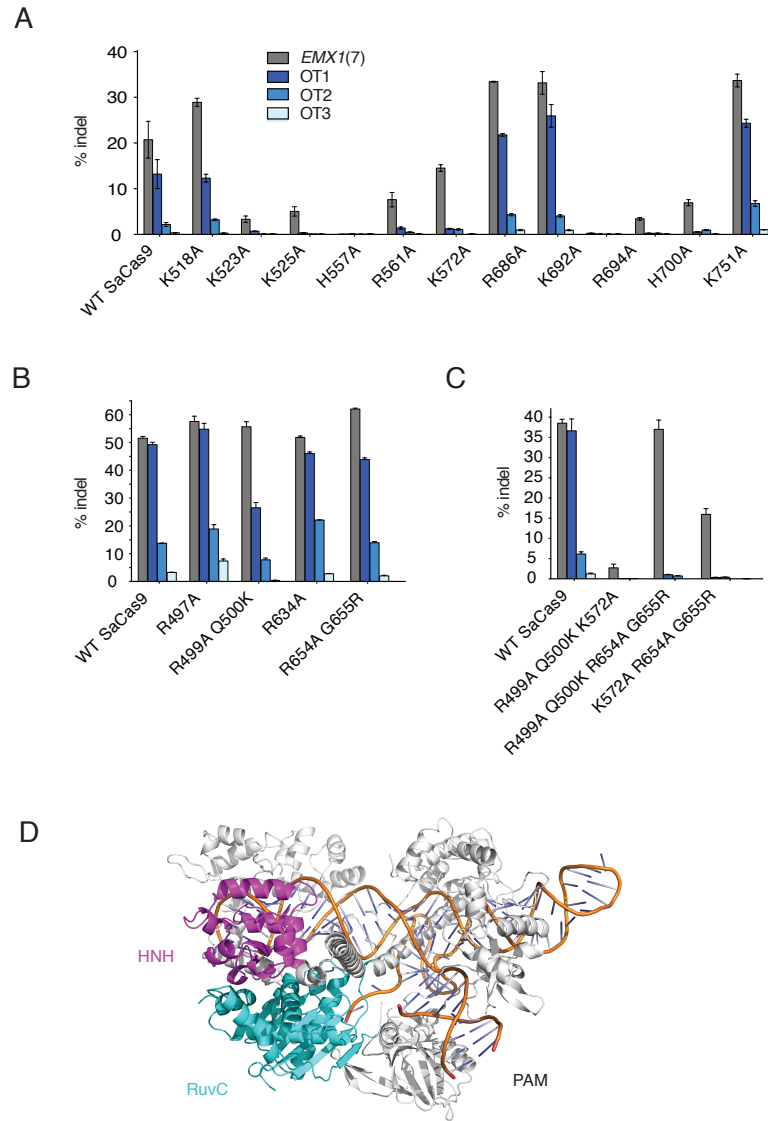 A
% indel
40
30
20
10
0
EMX1(7)
OT1
OT2
OT3
WT SaCas9
K518A
K523A
K525A
H557A
R561A
K572A
R686A
K692A
R694A
H700A
K751A
B
% indel
60
50
40
30
20
10
0
WT SaCas9
R497A
R499A Q500K
R634A
R654A G655R
C
% indel
40
35
30
25
20
15
10
5
0
WT SaCas9
R499A Q500K K572A
R499A Q500K R654A G655R
K572A R654A G655R
D
HNH
RuvC
PAM